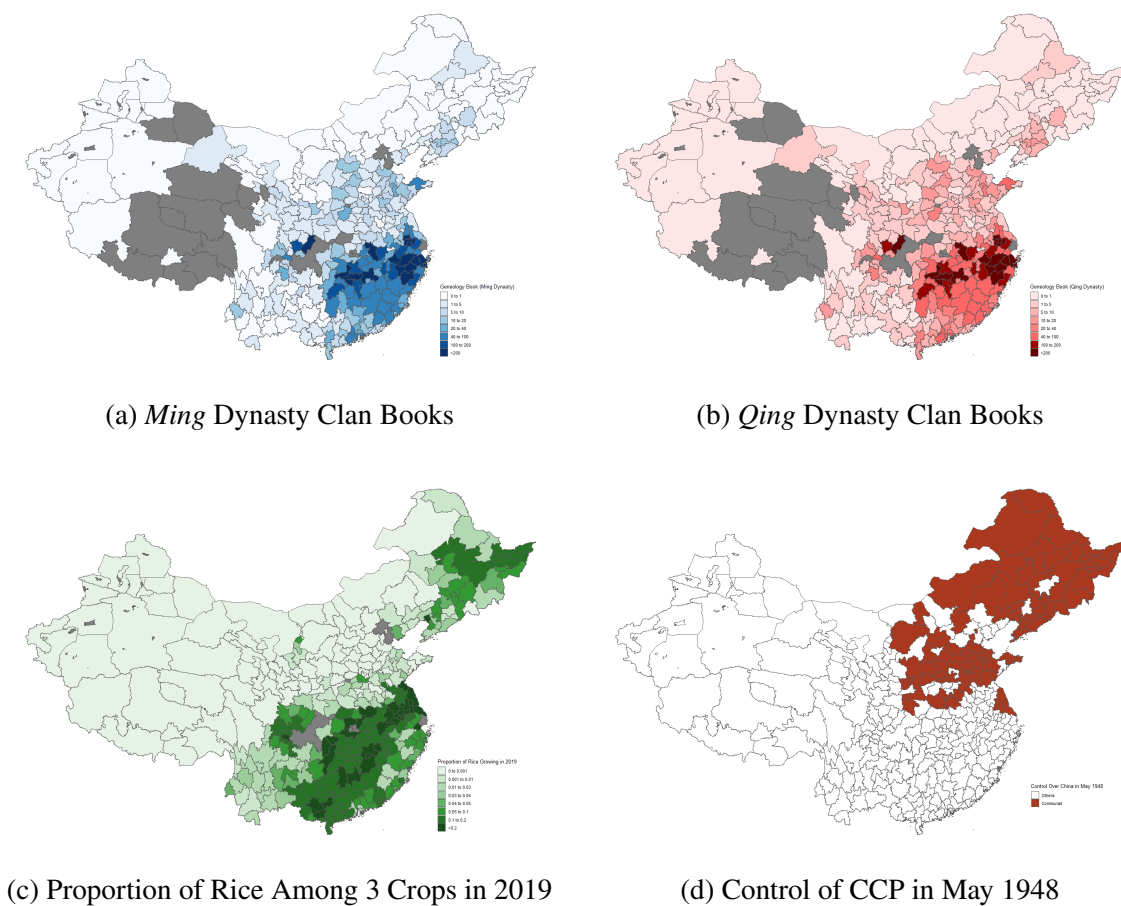 Geneology Book (Ming Dynasty)
0 to 1
1 to 5
5 to 10
10 to 20
20 to 40
40 to 100
100 to 200
>200
Geneology Book (Qing Dynasty)
0 to 1
1 to 5
5 to 10
10 to 20
20 to 40
40 to 100
100 to 200
>200
(a) Ming Dynasty Clan Books
(b) Qing Dynasty Clan Books
Proportion of Rice Growing in 2019
0 to 0.001
0.001 to 0.01
0.01 to 0.03
0.03 to 0.04
0.04 to 0.05
0.05 to 0.1
0.1 to 0.2
>0.2
Control Over China in May 1948
Others
Communist
(c) Proportion of Rice Among 3 Crops in 2019
(d) Control of CCP in May 1948